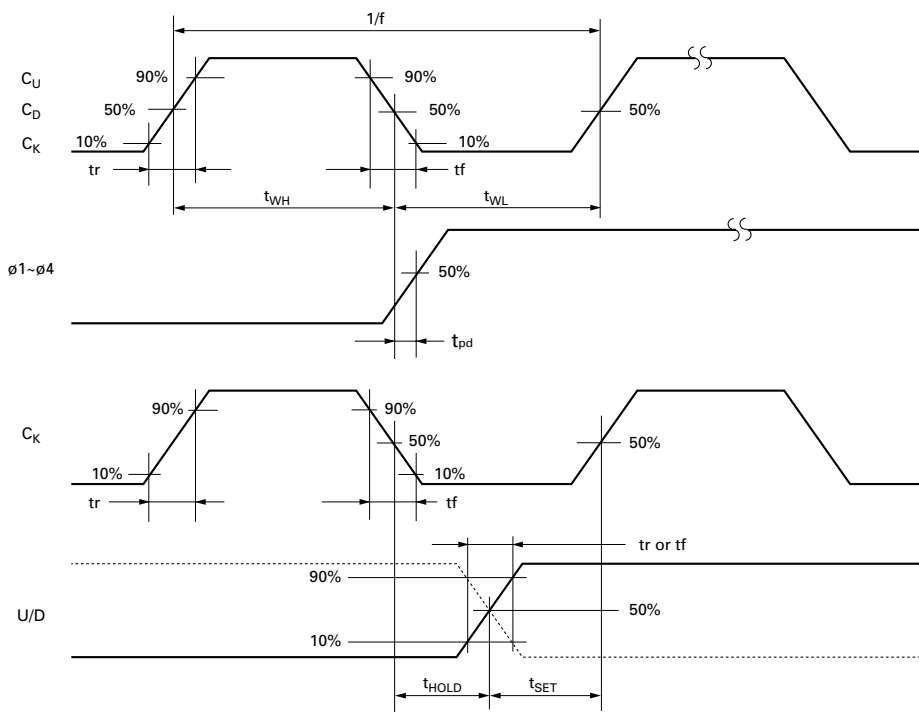 1/f
C_U 90% 90%
C_D 50% 50% 50%
C_K 10% 10%
tr tf
t_WH t_WL
ø1~ø4 50%
t_pd
90% 90%
C_K 50% 50%
10% 10%
tr tf
tr or tf
90%
U/D 50%
10%
t_HOLD t_SET